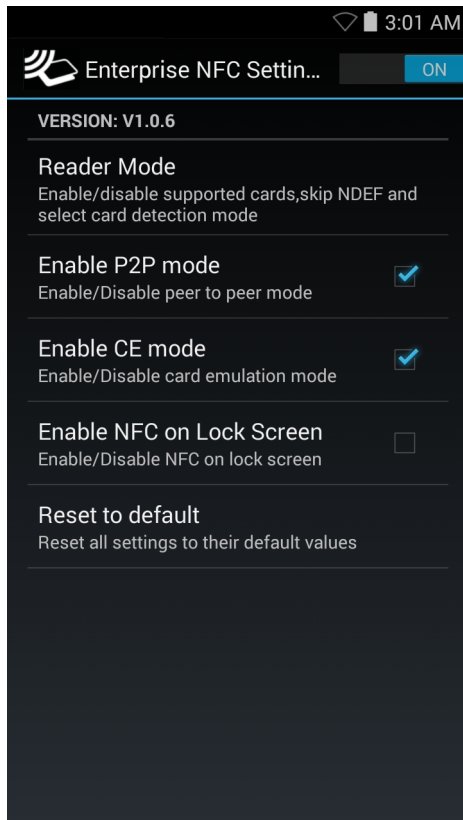 3:01 AM
Enterprise NFC Settin...
ON
VERSION: V1.0.6
Reader Mode
Enable/disable supported cards,skip NDEF and
select card detection mode
Enable P2P mode
Enable/Disable peer to peer mode
Enable CE mode
Enable/Disable card emulation mode
Enable NFC on Lock Screen
Enable/Disable NFC on lock screen
Reset to default
Reset all settings to their default values